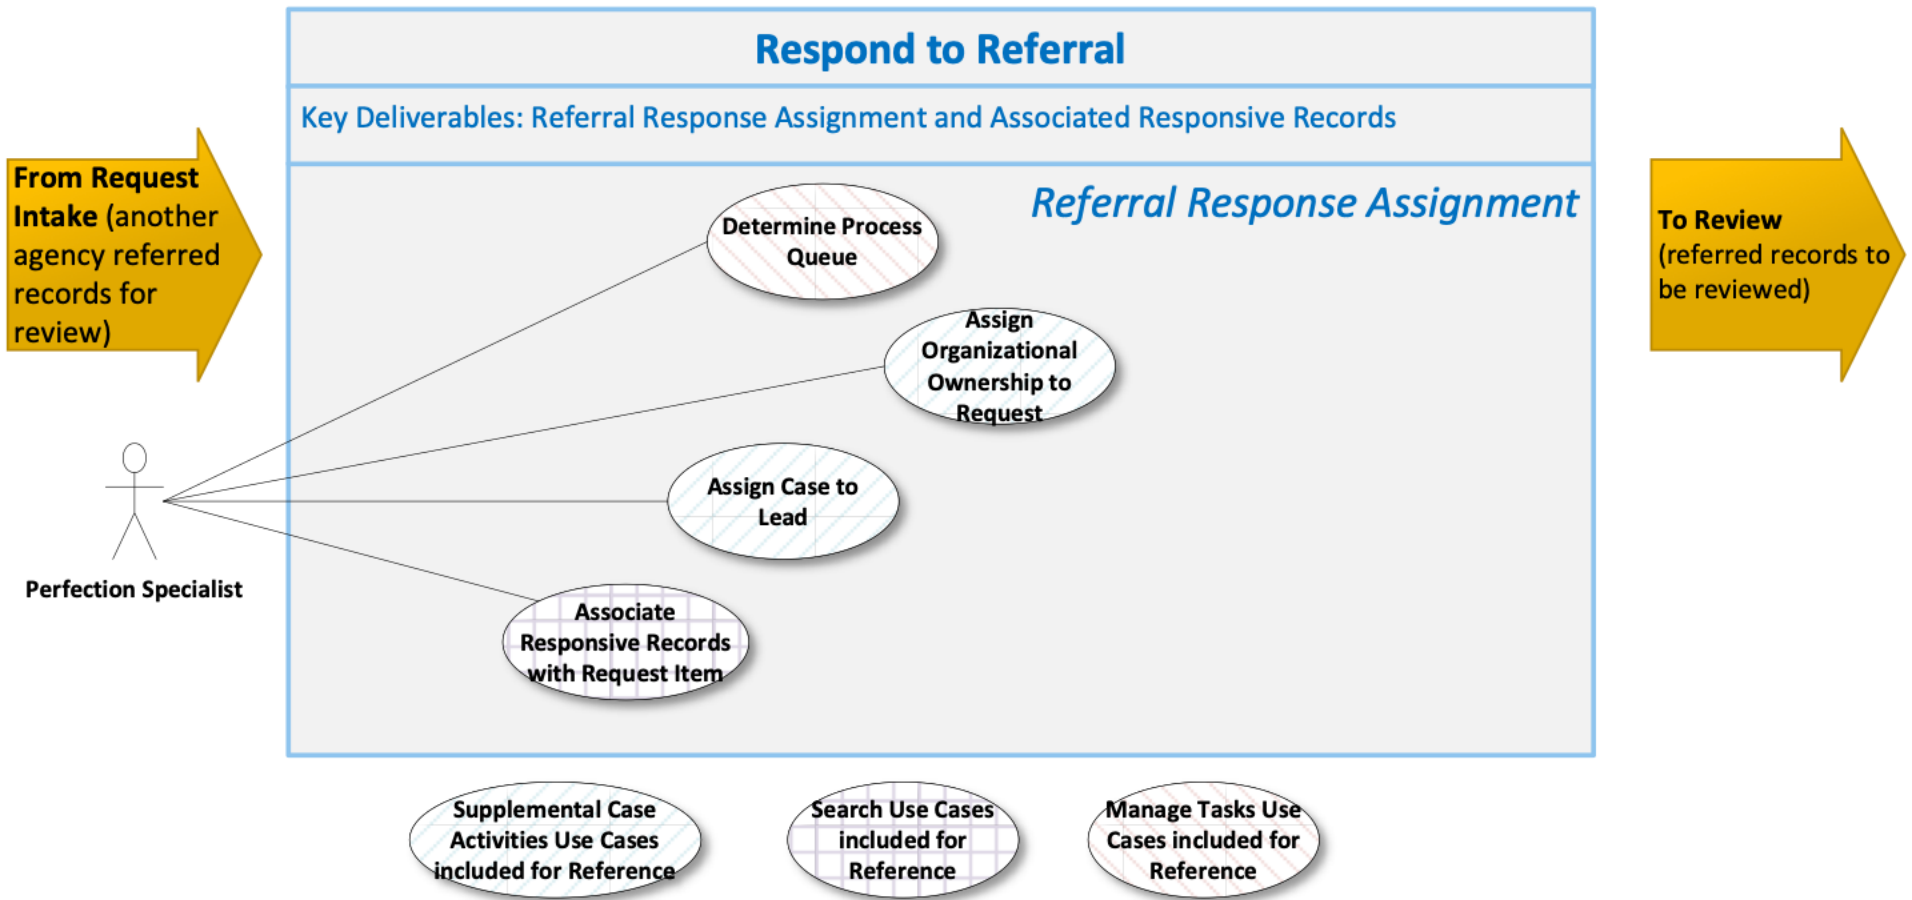 Respond to Referral
Key Deliverables: Referral Response Assignment and Associated Responsive Records
From Request
Intake (another
agency referred
records for
review)
Referral Response Assignment
To Review
(referred records to
be reviewed)
Determine Process
Queue
Assign
Organizational
Ownership to
Request
Assign Case to
Lead
Perfection Specialist
Associate
Responsive Records
with Request Item
Supplemental Case
Activities Use Cases
included for Reference
Search Use Cases
included for
Reference
Manage Tasks Use
Cases included for
Reference